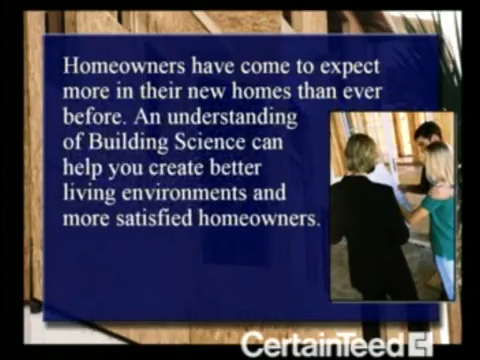 Homeowners have come to expect
more in their new homes than ever
before. An understanding
of Building Science can
help you create better
living environments and
more satisfied homeowners.
CertainTeed